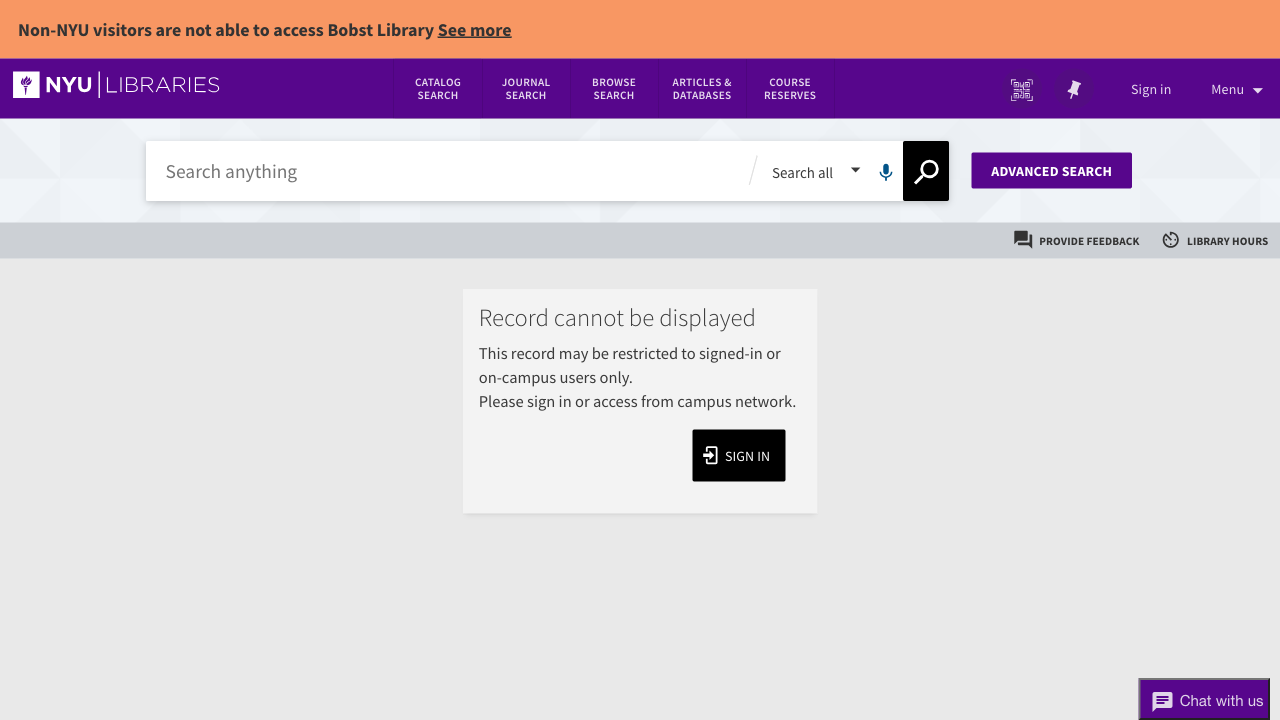 Non-NYU visitors are not able to access Bobst Library See more
NYU LIBRARIES
CATALOG
SEARCH
JOURNAL
SEARCH
BROWSE
SEARCH
ARTICLES &
DATABASES
COURSE
RESERVES
Sign in
Menu
Search anything
Search all
ADVANCED SEARCH
PROVIDE FEEDBACK
LIBRARY HOURS
Record cannot be displayed
This record may be restricted to signed-in or
on-campus users only.
Please sign in or access from campus network.
SIGN IN
Chat with us